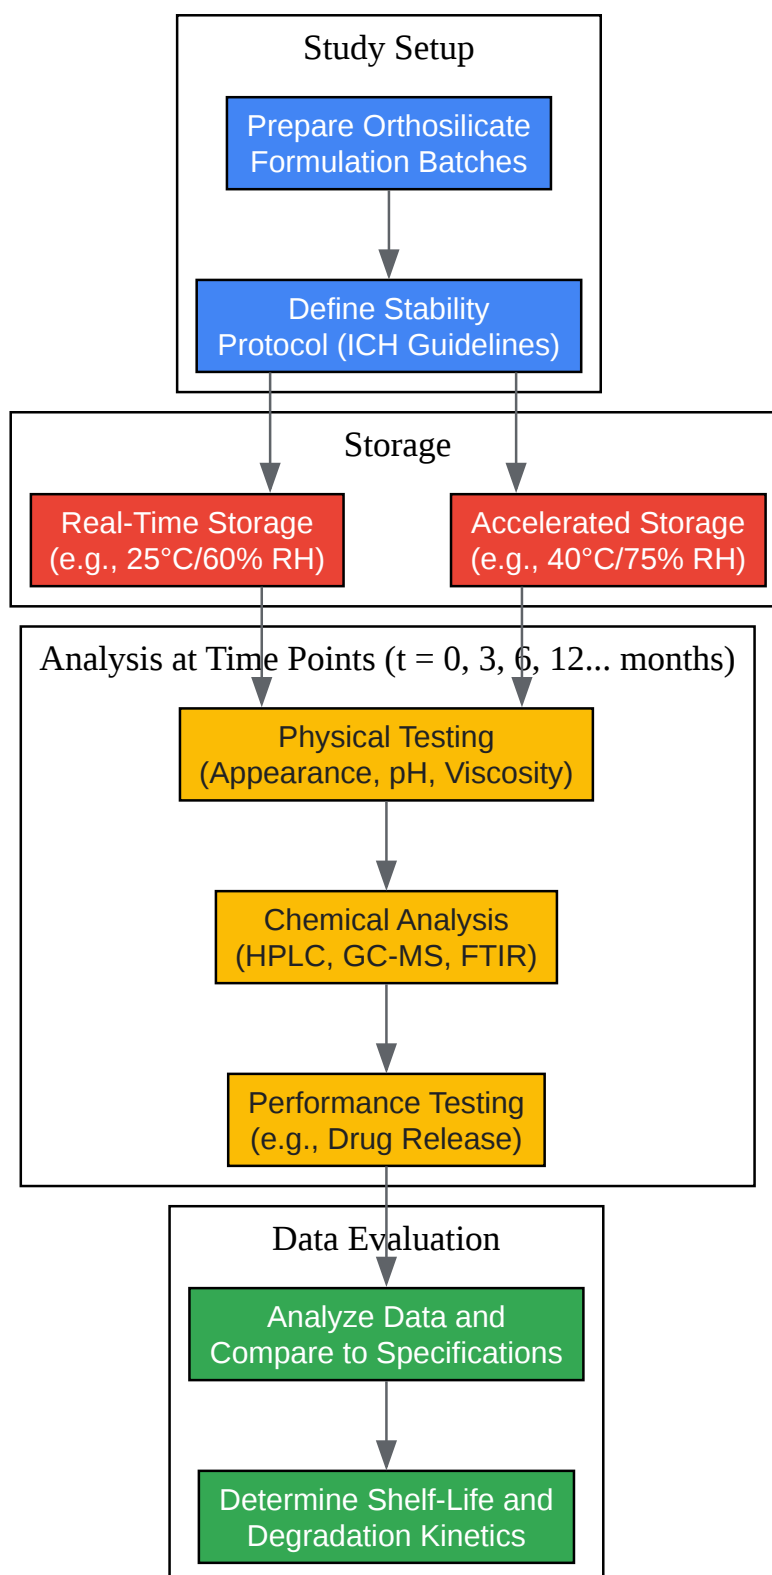 Study Setup
Prepare Orthosilicate
Formulation Batches
Define Stability
Protocol (ICH Guidelines)
Storage
Real-Time Storage
(e.g., 25°C/60% RH)
Accelerated Storage
(e.g., 40°C/75% RH)
Analysis at Time Points (t = 0, 3, 6, 12... months)
Physical Testing
(Appearance, pH, Viscosity)
Chemical Analysis
(HPLC, GC-MS, FTIR)
Performance Testing
(e.g., Drug Release)
Data Evaluation
Analyze Data and
Compare to Specifications
Determine Shelf-Life and
Degradation Kinetics